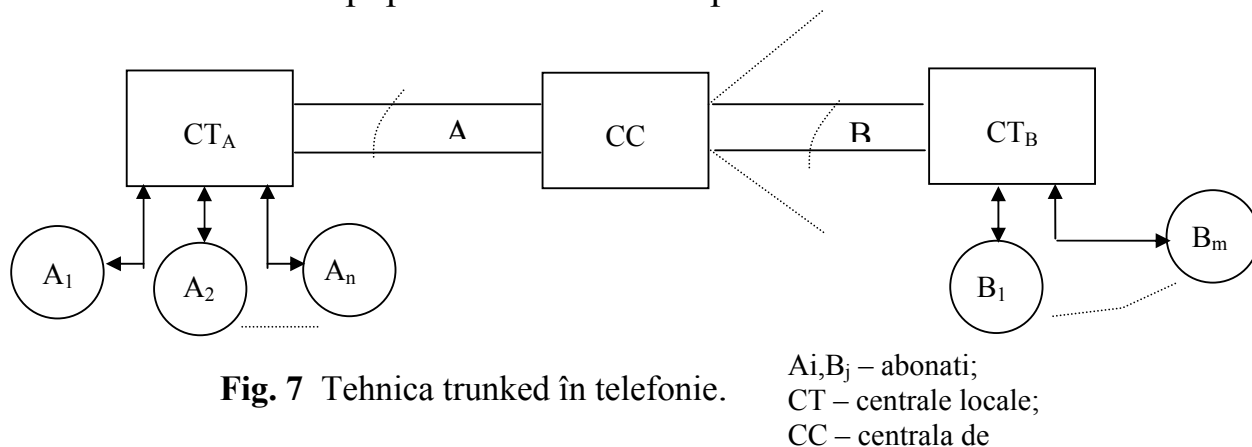 CT_A
A
CC
B
CT_B
A_1
A_2
A_n
B_1
B_m
Fig. 7 Tehnica trunked în telefonie.
Ai,B_j – abonati;
CT – centrale locale;
CC – centrala de